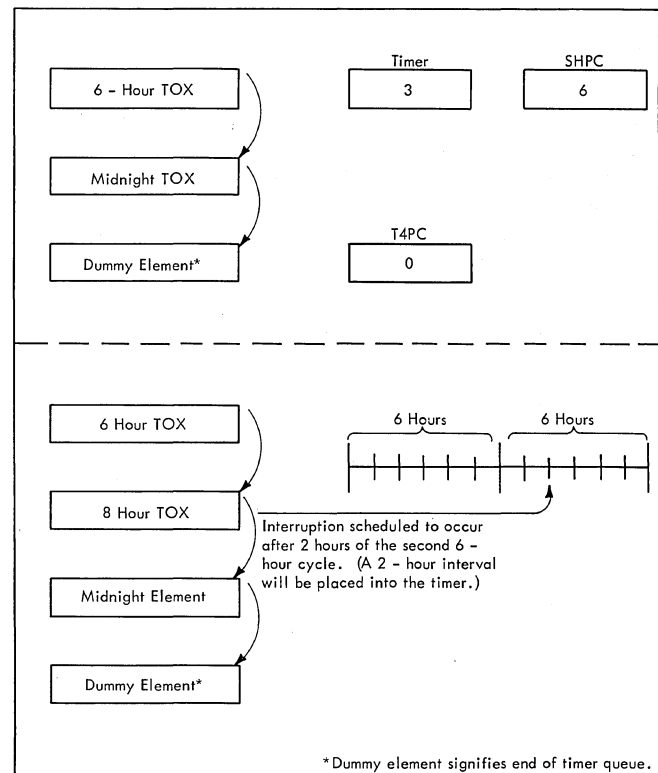 Timer
SHPC
6 - Hour TOX
3
6
Midnight TOX
T4PC
Dummy Element*
0
6 Hour TOX
6 Hours
6 Hours
8 Hour TOX
Interruption scheduled to occur
after 2 hours of the second 6 -
hour cycle. (A 2 - hour interval
will be placed into the timer.)
Midnight Element
Dummy Element*
*Dummy element signifies end of timer queue.